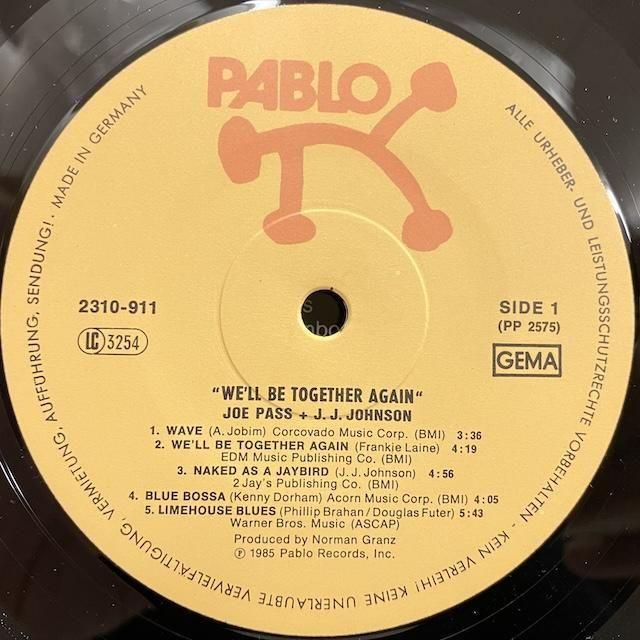 PABLO
MADE IN GERMANY
ALLE URHEBER- UND LEISTUNGSSCHUTZRECHTE VORBEHALTEN - KEIN VERLEIH! KEINE UNERLAUBTE VERVIELFÄLTIGUNG, VERMIETUNG, AUFFÜHRUNG, SENDUNG!
2310-911
LC 3254
SIDE 1
(PP 2575)
GEMA
"WE'LL BE TOGETHER AGAIN"
JOE PASS + J. J. JOHNSON
1. WAVE (A. Jobim) Corcovado Music Corp. (BMI) 3:36
2. WE'LL BE TOGETHER AGAIN (Frankie Laine) 4:19
EDM Music Publishing Co. (BMI)
3. NAKED AS A JAYBIRD (J. J. Johnson) 4:56
2 Jay's Publishing Co. (BMI)
4. BLUE BOSSA (Kenny Dorham) Acorn Music Corp. (BMI) 4:05
5. LIMEHOUSE BLUES (Phillip Brahan/Douglas Futer) 5:43
Warner Bros. Music (ASCAP)
Produced by Norman Granz
℗ 1985 Pablo Records, Inc.